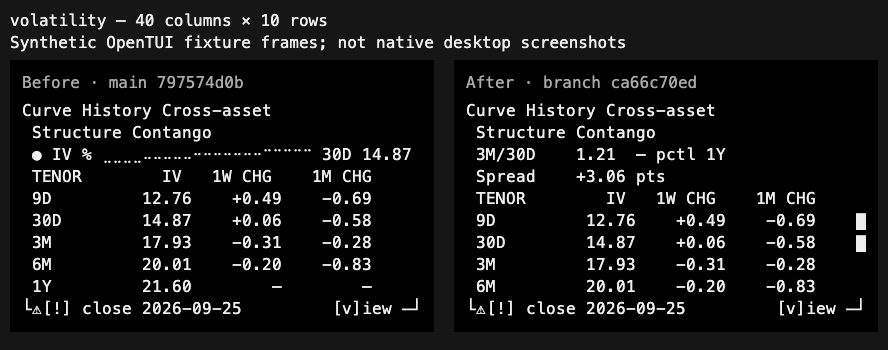 volatility — 40 columns × 10 rows
Synthetic OpenTUI fixture frames; not native desktop screenshots
Before · main 797574d0b
Curve History Cross-asset
Structure Contango
● IV % 30D 14.87
TENOR IV 1W CHG 1M CHG
9D 12.76 +0.49 −0.69
30D 14.87 +0.06 −0.58
3M 17.93 −0.31 −0.28
6M 20.01 −0.20 −0.83
1Y 21.60 — —
└⚠[!] close 2026-09-25 [v]iew ─┘
After · branch ca66c70ed
Curve History Cross-asset
Structure Contango
3M/30D 1.21 — pctl 1Y
Spread +3.06 pts
TENOR IV 1W CHG 1M CHG
9D 12.76 +0.49 −0.69
30D 14.87 +0.06 −0.58
3M 17.93 −0.31 −0.28
6M 20.01 −0.20 −0.83
└⚠[!] close 2026-09-25 [v]iew ─┘